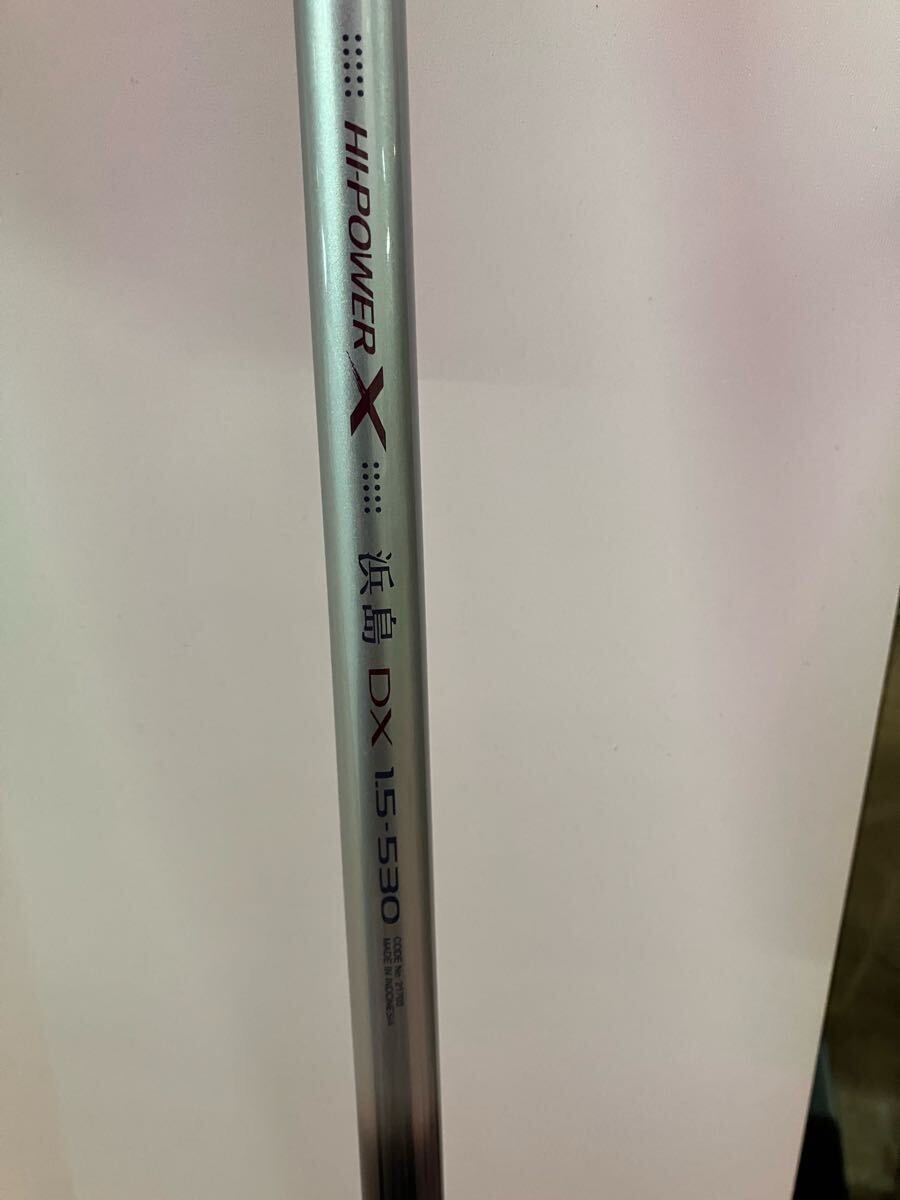 HI-POWER X 浜島 DX 1.5-530
CODE No 21700
MADE IN INDONESIA